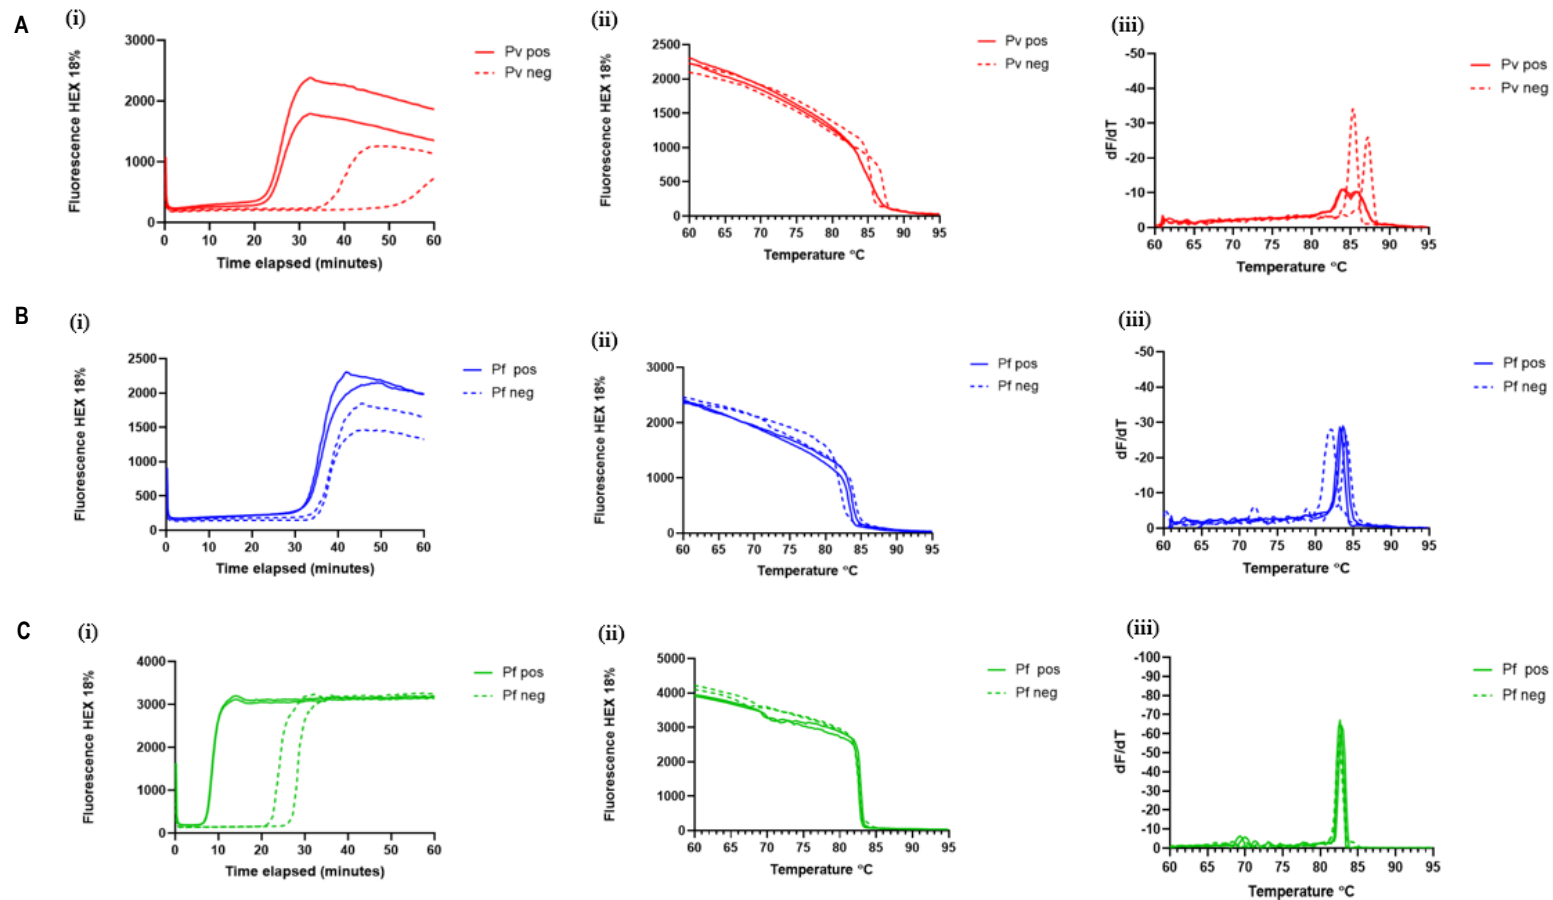 A
(i)
Fluorescence HEX 18%
3000
2000
1000
0
0 10 20 30 40 50 60
Time elapsed (minutes)
Pv pos
Pv neg
(ii)
Fluorescence HEX 18%
2500
2000
1500
1000
500
0
60 65 70 75 80 85 90 95
Temperature °C
Pv pos
Pv neg
(iii)
dF/dT
-50
-40
-30
-20
-10
0
60 65 70 75 80 85 90 95
Temperature °C
Pv pos
Pv neg
B
(i)
Fluorescence HEX 18%
2500
2000
1500
1000
500
0
0 10 20 30 40 50 60
Time elapsed (minutes)
Pf pos
Pf neg
(ii)
Fluorescence HEX 18%
3000
2000
1000
0
60 65 70 75 80 85 90 95
Temperature °C
Pf pos
Pf neg
(iii)
dF/dT
-50
-40
-30
-20
-10
0
60 65 70 75 80 85 90 95
Temperature °C
Pf pos
Pf neg
C
(i)
Fluorescence HEX 18%
4000
3000
2000
1000
0
0 10 20 30 40 50 60
Time elapsed (minutes)
Pf pos
Pf neg
(ii)
Fluorescence HEX 18%
5000
4000
3000
2000
1000
0
60 65 70 75 80 85 90 95
Temperature °C
Pf pos
Pf neg
(iii)
dF/dT
-100
-90
-80
-70
-60
-50
-40
-30
-20
-10
0
60 65 70 75 80 85 90 95
Temperature °C
Pf pos
Pf neg